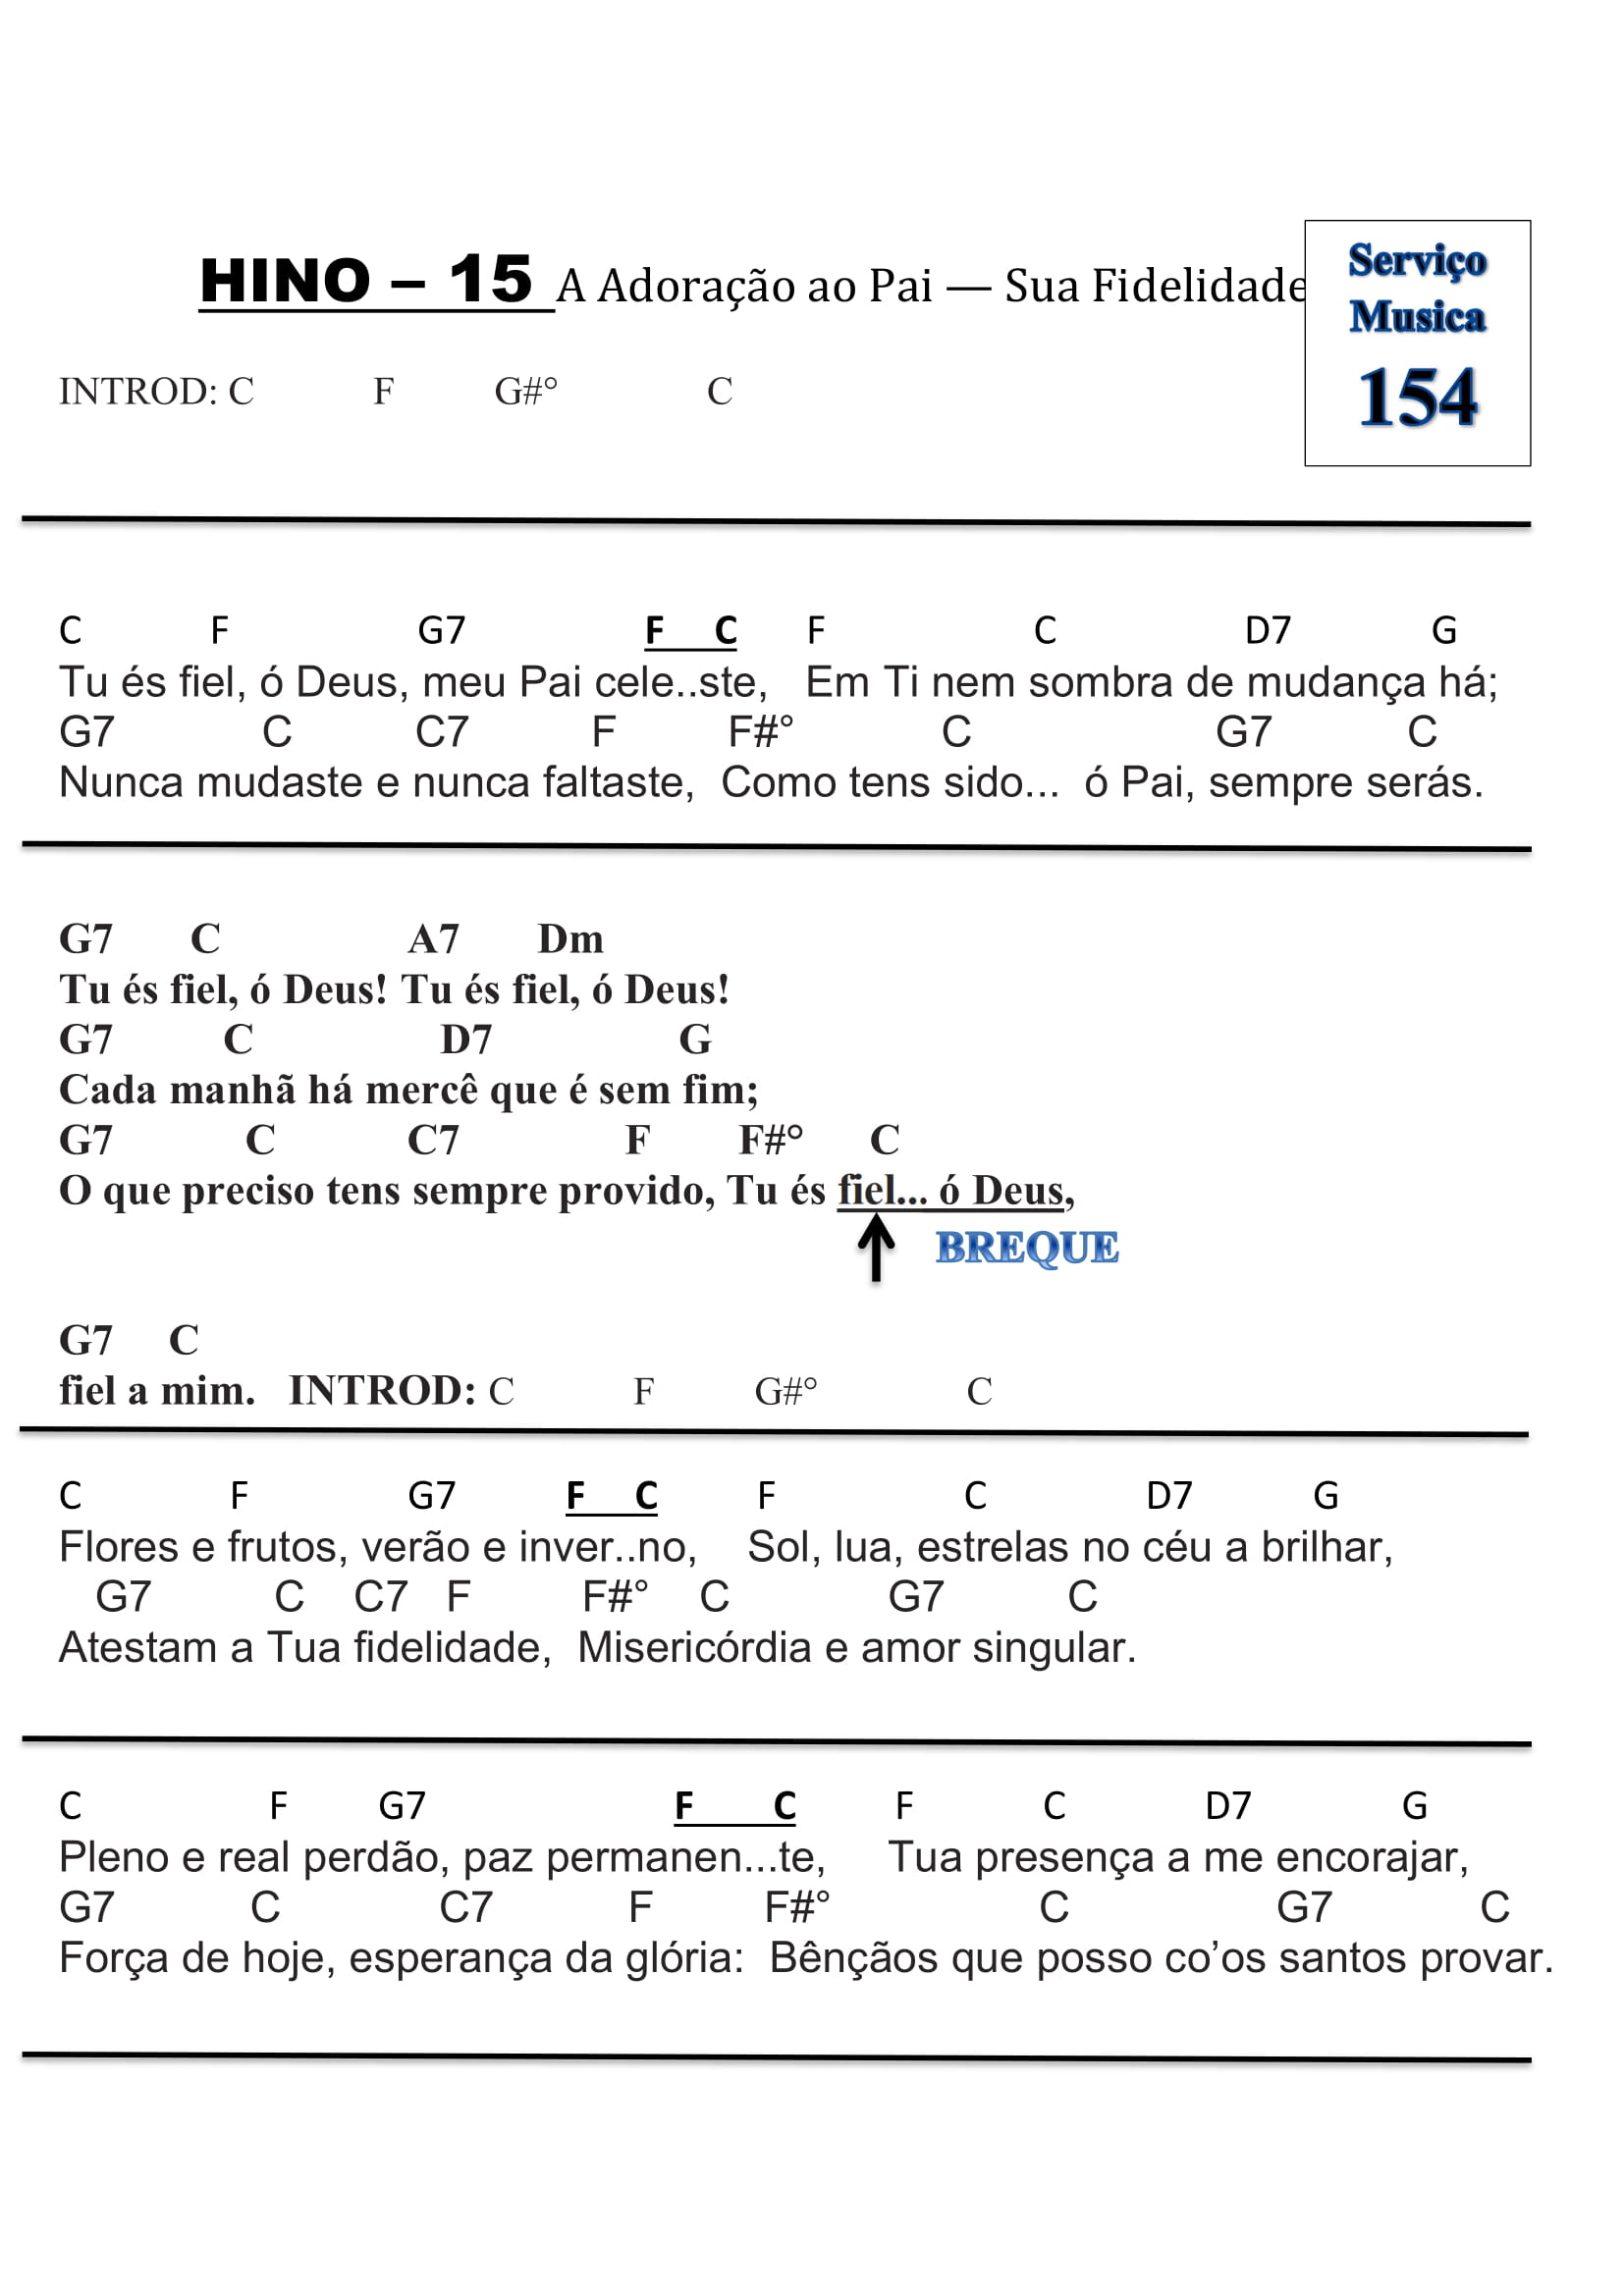 HINO – 15 A Adoração ao Pai — Sua Fidelidade
Serviço
Musica
154
INTROD: C F G#° C
C F G7 F C F C D7 G
Tu és fiel, ó Deus, meu Pai cele..ste, Em Ti nem sombra de mudança há;
G7 C C7 F F#° C G7 C
Nunca mudaste e nunca faltaste, Como tens sido... ó Pai, sempre serás.
G7 C A7 Dm
Tu és fiel, ó Deus! Tu és fiel, ó Deus!
G7 C D7 G
Cada manhã há mercê que é sem fim;
G7 C C7 F F#° C
O que preciso tens sempre provido, Tu és fiel... ó Deus,
BREQUE
G7 C
fiel a mim. INTROD: C F G#° C
C F G7 F C F C D7 G
Flores e frutos, verão e inver..no, Sol, lua, estrelas no céu a brilhar,
G7 C C7 F F#° C G7 C
Atestam a Tua fidelidade, Misericórdia e amor singular.
C F G7 F C F C D7 G
Pleno e real perdão, paz permanen...te, Tua presença a me encorajar,
G7 C C7 F F#° C G7 C
Força de hoje, esperança da glória: Bênçãos que posso co’os santos provar.